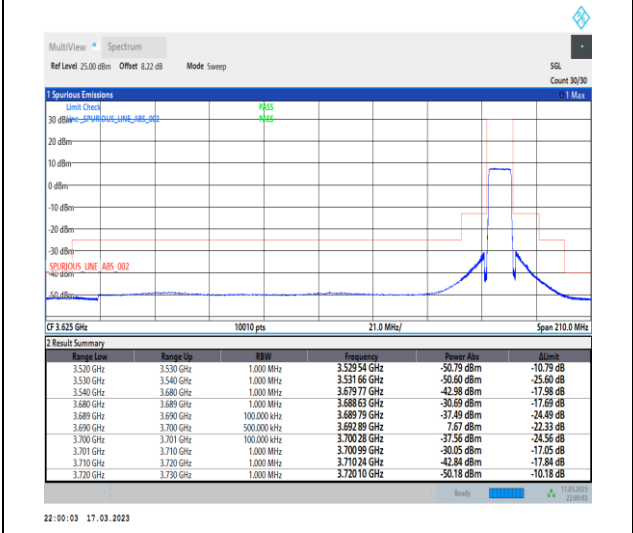 MultiView Spectrum
Ref Level 25.00 dBm Offset 8.22 dB Mode Sweep SGL
Count 30/30
1 Spurious Emissions 1 Max
Limit Check PASS
30 dBm Line _SPURIOUS_LINE_ABS_002 PASS
20 dBm
10 dBm
0 dBm
-10 dBm
-20 dBm
-30 dBm
_SPURIOUS_LINE_ABS_002
-40 dBm
-50 dBm
CF 3.625 GHz 10010 pts 21.0 MHz/ Span 210.0 MHz
2 Result Summary
Range Low Range Up RBW Frequency Power Abs ΔLimit
3.520 GHz 3.530 GHz 1.000 MHz 3.529 54 GHz -50.79 dBm -10.79 dB
3.530 GHz 3.540 GHz 1.000 MHz 3.531 66 GHz -50.60 dBm -25.60 dB
3.540 GHz 3.680 GHz 1.000 MHz 3.679 77 GHz -42.98 dBm -17.98 dB
3.680 GHz 3.689 GHz 1.000 MHz 3.688 63 GHz -30.69 dBm -17.69 dB
3.689 GHz 3.690 GHz 100.000 kHz 3.689 79 GHz -37.49 dBm -24.49 dB
3.690 GHz 3.700 GHz 500.000 kHz 3.692 89 GHz 7.67 dBm -22.33 dB
3.700 GHz 3.701 GHz 100.000 kHz 3.700 28 GHz -37.56 dBm -24.56 dB
3.701 GHz 3.710 GHz 1.000 MHz 3.700 99 GHz -30.05 dBm -17.05 dB
3.710 GHz 3.720 GHz 1.000 MHz 3.710 24 GHz -42.84 dBm -17.84 dB
3.720 GHz 3.730 GHz 1.000 MHz 3.720 10 GHz -50.18 dBm -10.18 dB
Ready 17.03.2023
22:00:02
22:00:03 17.03.2023